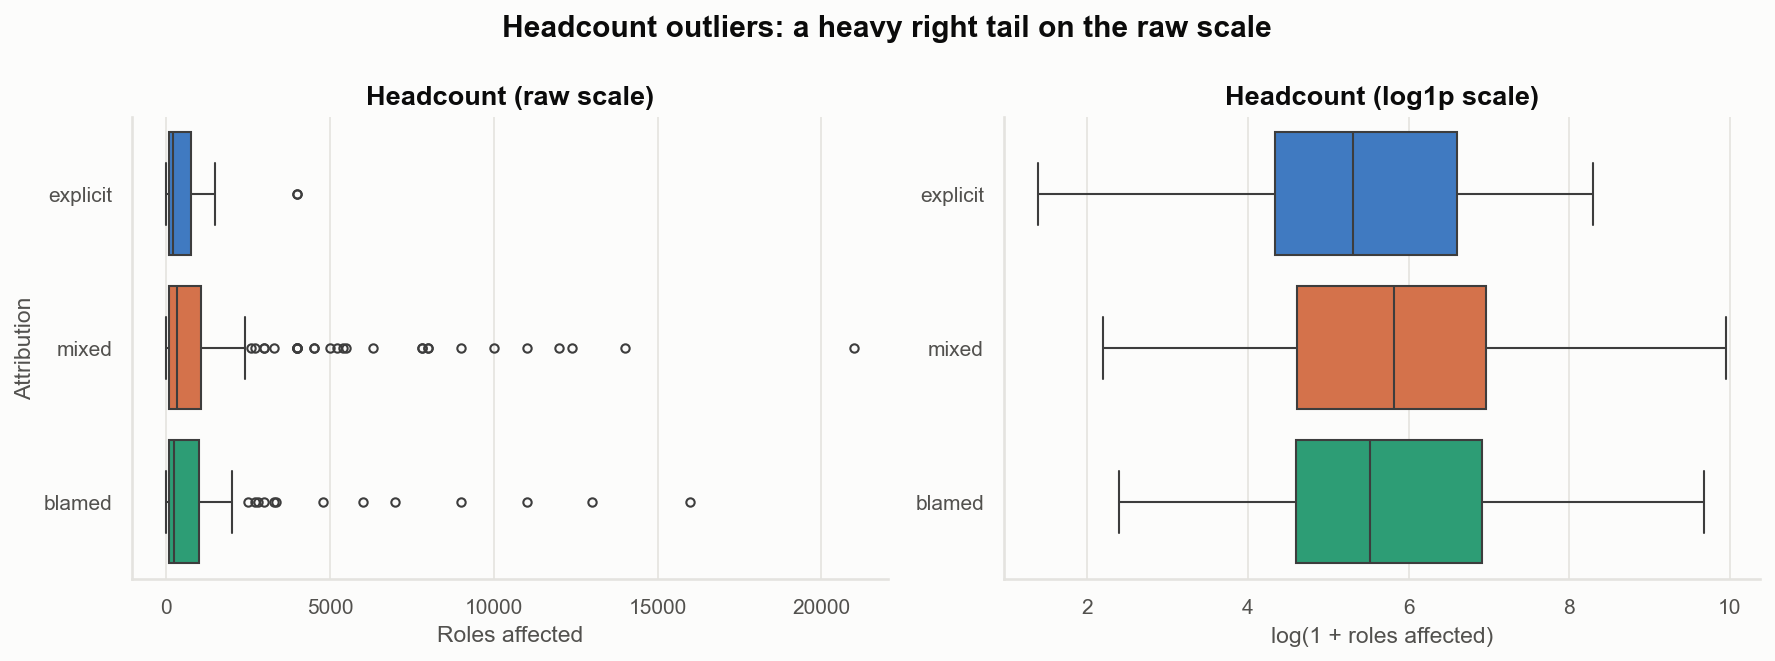 Headcount outliers: a heavy right tail on the raw scale
Headcount (raw scale)
Attribution
explicit
mixed
blamed
0 5000 10000 15000 20000
Roles affected
Headcount (log1p scale)
explicit
mixed
blamed
2 4 6 8 10
log(1 + roles affected)